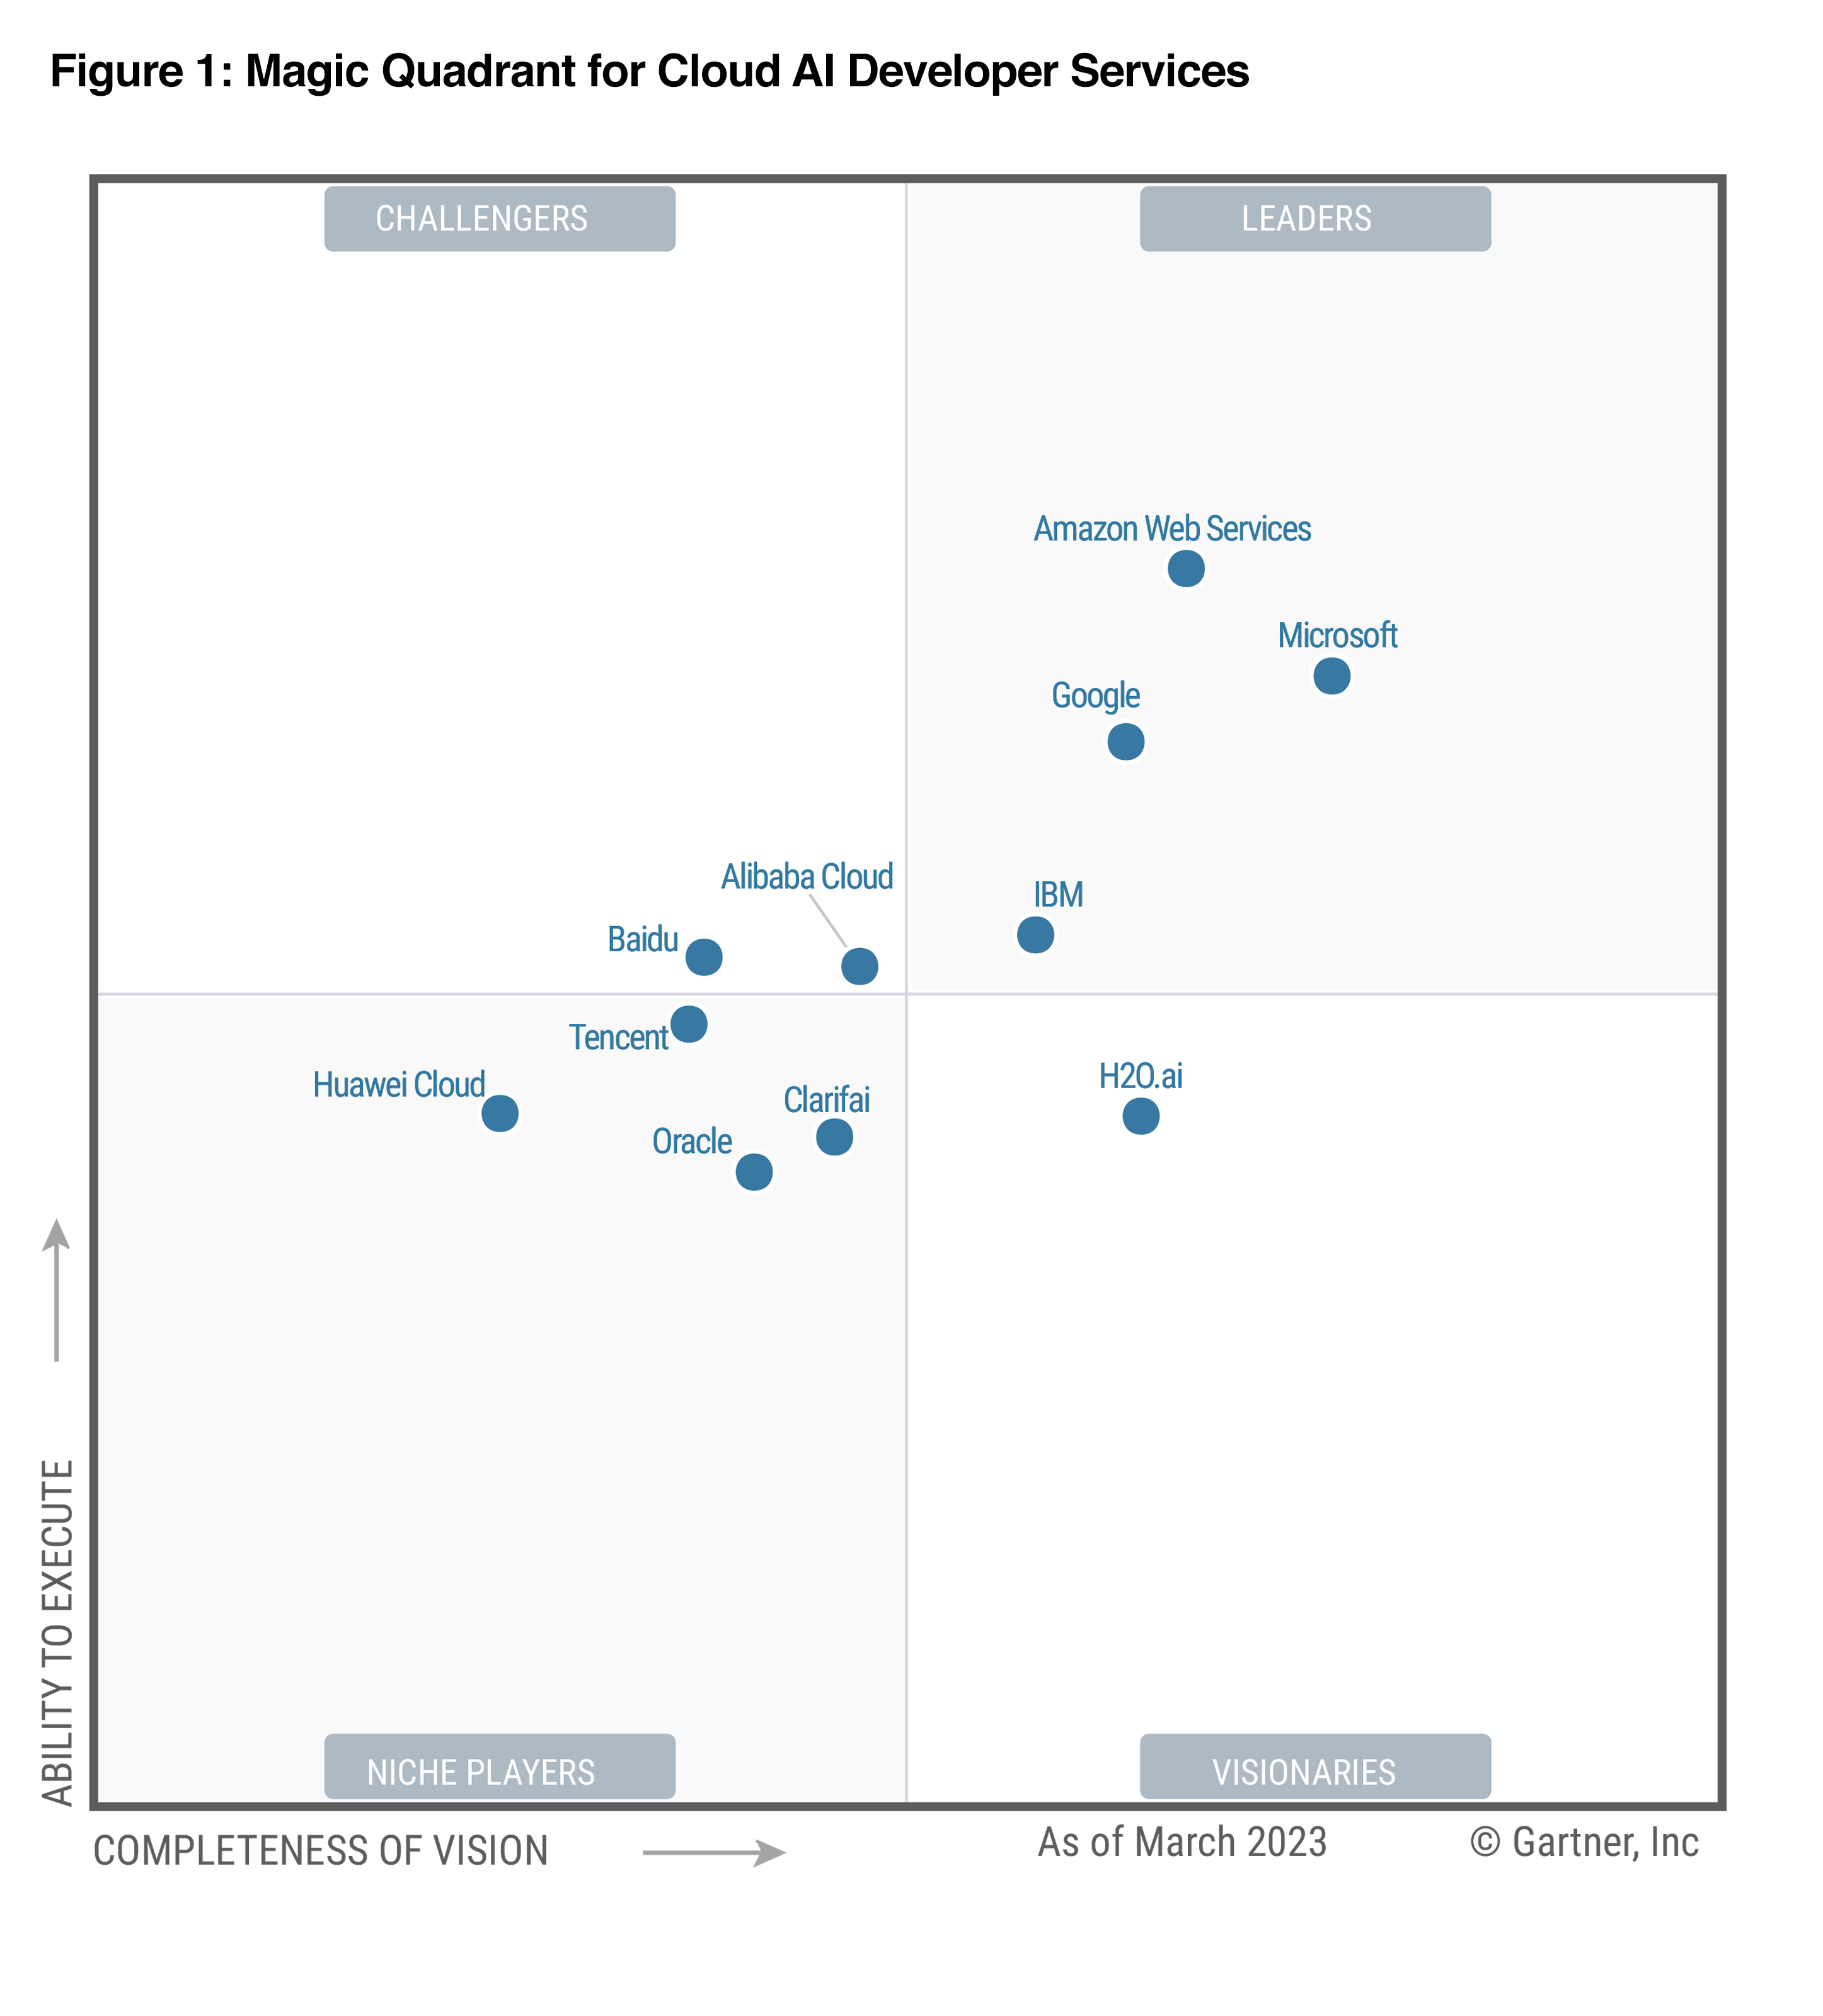 Figure 1: Magic Quadrant for Cloud AI Developer Services
CHALLENGERS
LEADERS
Amazon Web Services
Microsoft
Google
Alibaba Cloud
IBM
Baidu
Tencent
Huawei Cloud
H2O.ai
Clarifai
Oracle
ABILITY TO EXECUTE
NICHE PLAYERS
VISIONARIES
COMPLETENESS OF VISION
As of March 2023
© Gartner, Inc